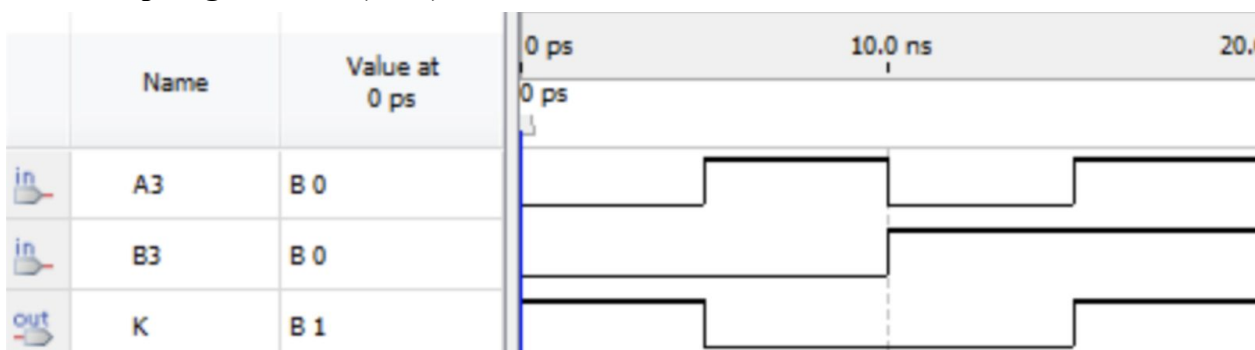 Name Value at 0 ps
0 ps 10.0 ns 20.
0 ps
in A3 B 0
in B3 B 0
out K B 1